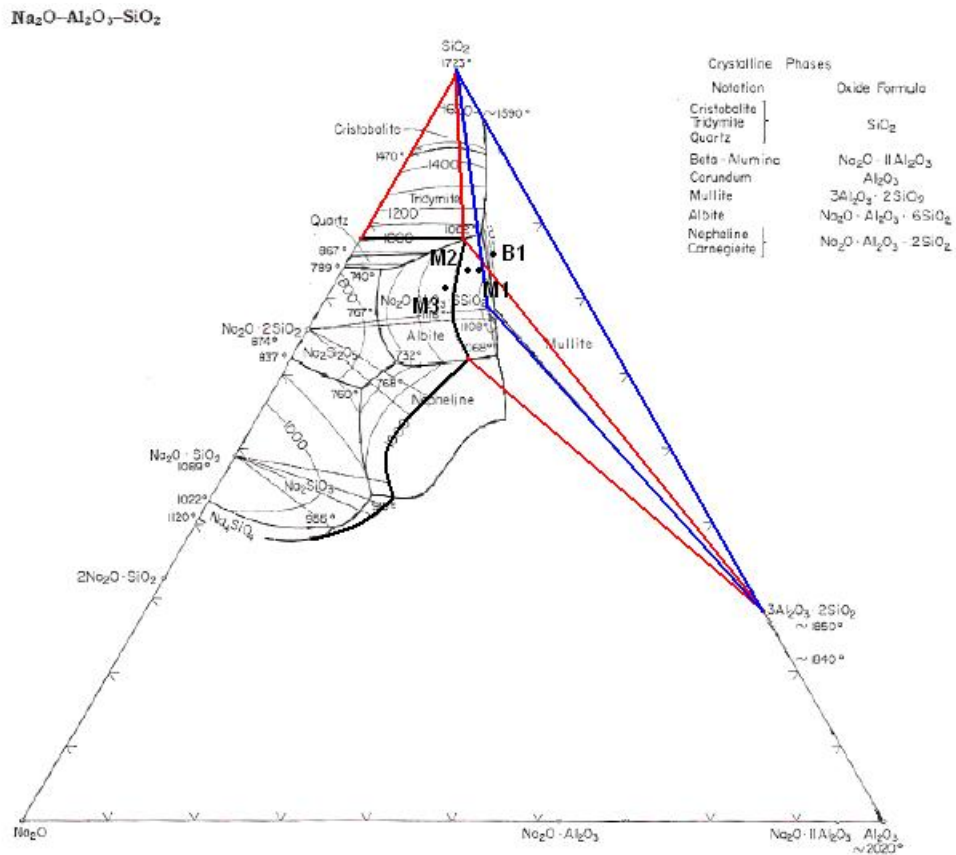 Na₂O–Al₂O₃–SiO₂
SiO₂
1723°
~1590°
Cristobalite
1470°
1400
Tridymite
1200
Quartz
1000
867°
789°
740°
M2
B1
M1
M3
767°
Na₂O·2SiO₂
874°
837°
Albite
1108°
1068°
Mullite
Na₂Si₂O₅
732°
768°
760°
Nepheline
1000
Na₂O·SiO₂
1089°
1000
Na₂SiO₃
1022°
1120°
Na₄SiO₄
2Na₂O·SiO₂
3Al₂O₃·2SiO₂
~1850°
~1840°
Na₂O
Na₂O·Al₂O₃
Na₂O·11Al₂O₃
Al₂O₃
~2020°
Crystalline Phases
Notation Oxide Formula
Cristobalite
Tridymite SiO₂
Quartz
Beta-Alumina Na₂O·11Al₂O₃
Corundum Al₂O₃
Mullite 3Al₂O₃·2SiO₂
Albite Na₂O·Al₂O₃·6SiO₂
Nepheline
Carnegieite Na₂O·Al₂O₃·2SiO₂